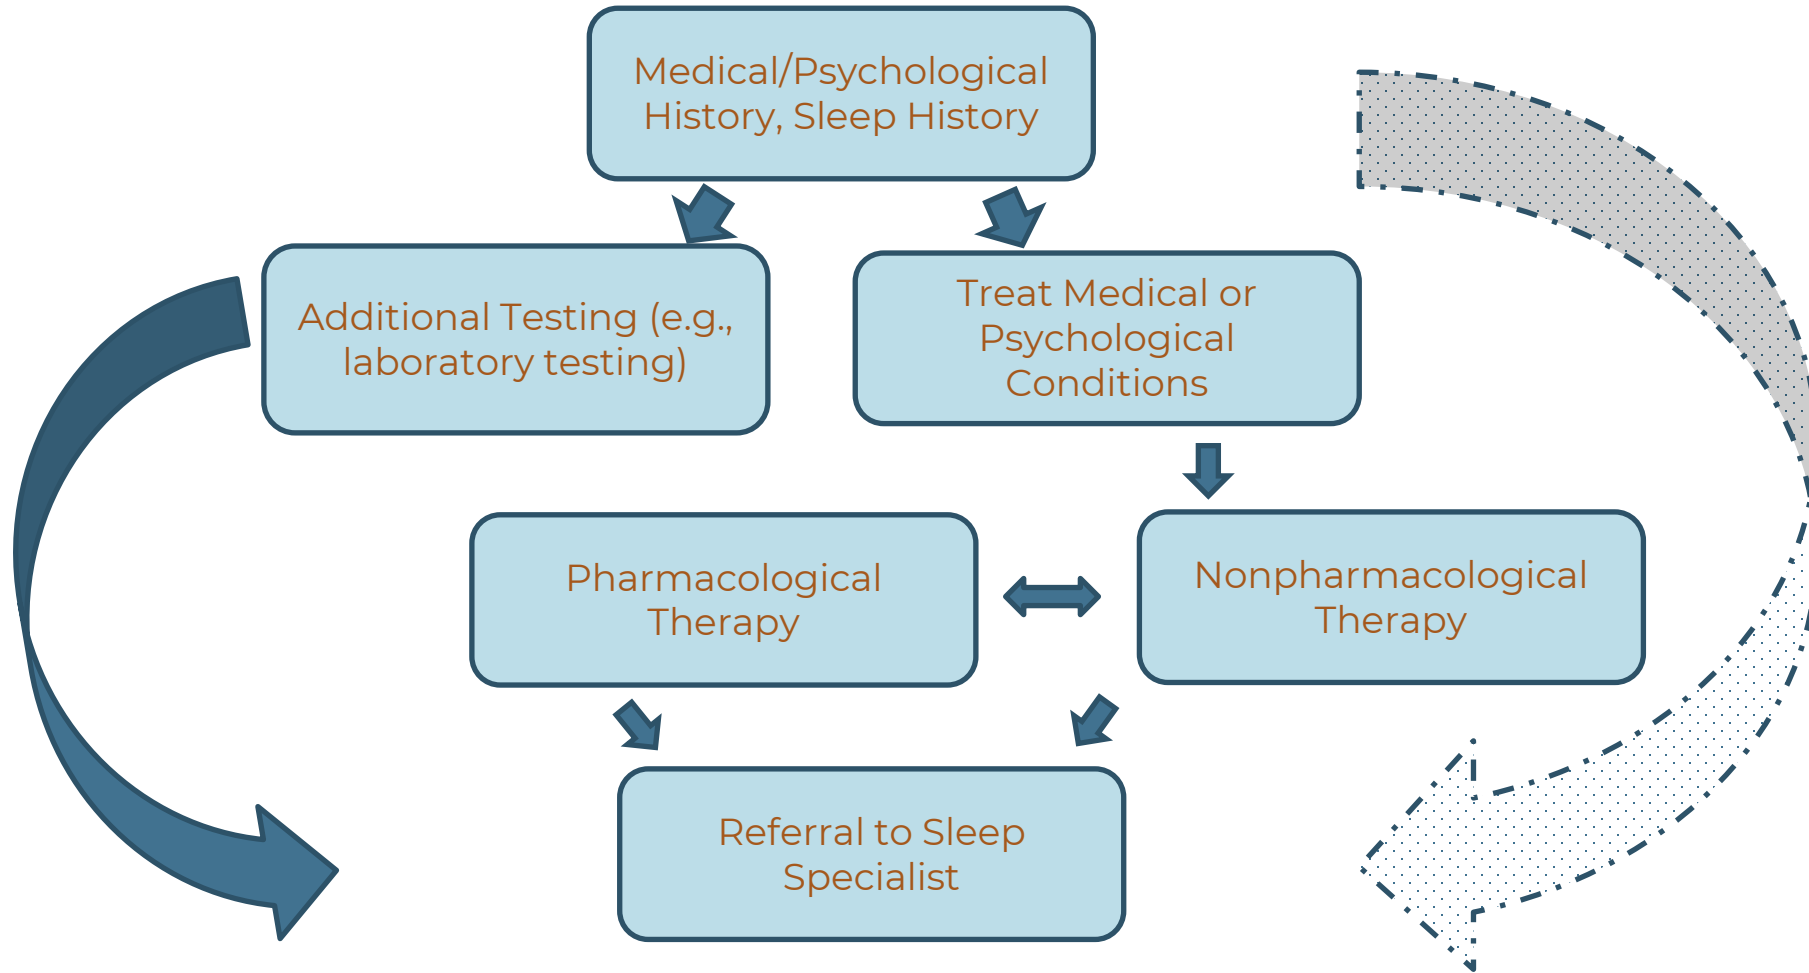 Medical/Psychological
History, Sleep History
Additional Testing (e.g.,
laboratory testing)
Treat Medical or
Psychological
Conditions
Pharmacological
Therapy
Nonpharmacological
Therapy
Referral to Sleep
Specialist